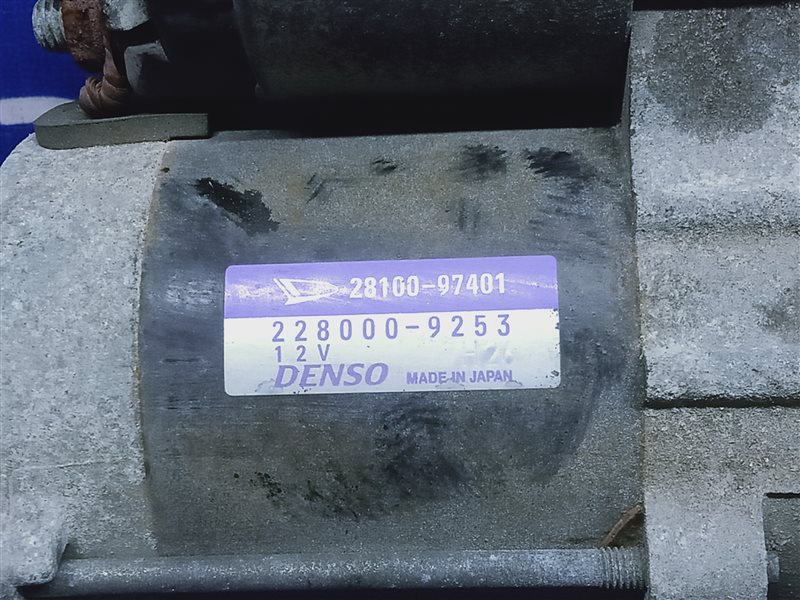 28100-97401
228000-9253
12V
DENSO MADE IN JAPAN